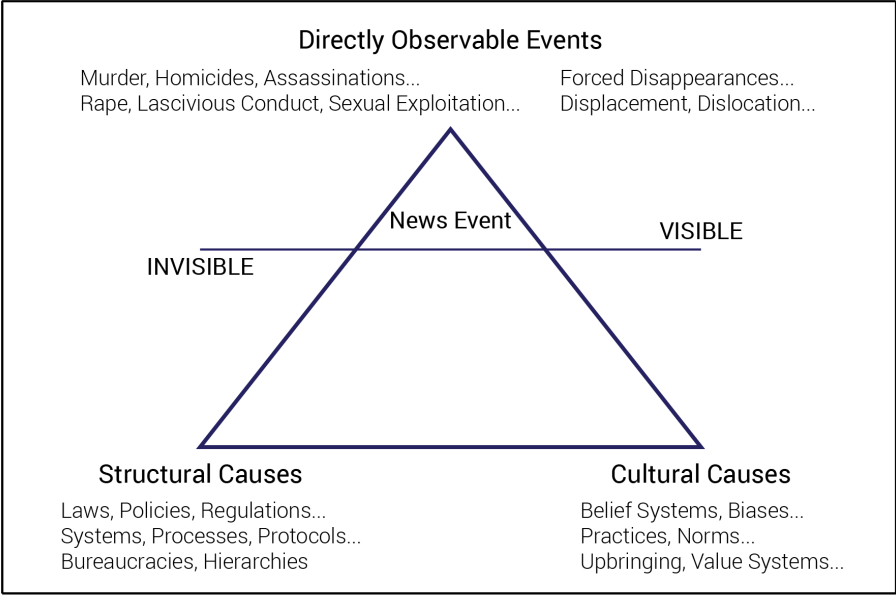 Directly Observable Events
Murder, Homicides, Assassinations...
Rape, Lascivious Conduct, Sexual Exploitation...
Forced Disappearances...
Displacement, Dislocation...
News Event
VISIBLE
INVISIBLE
Structural Causes
Laws, Policies, Regulations...
Systems, Processes, Protocols...
Bureaucracies, Hierarchies
Cultural Causes
Belief Systems, Biases...
Practices, Norms...
Upbringing, Value Systems...